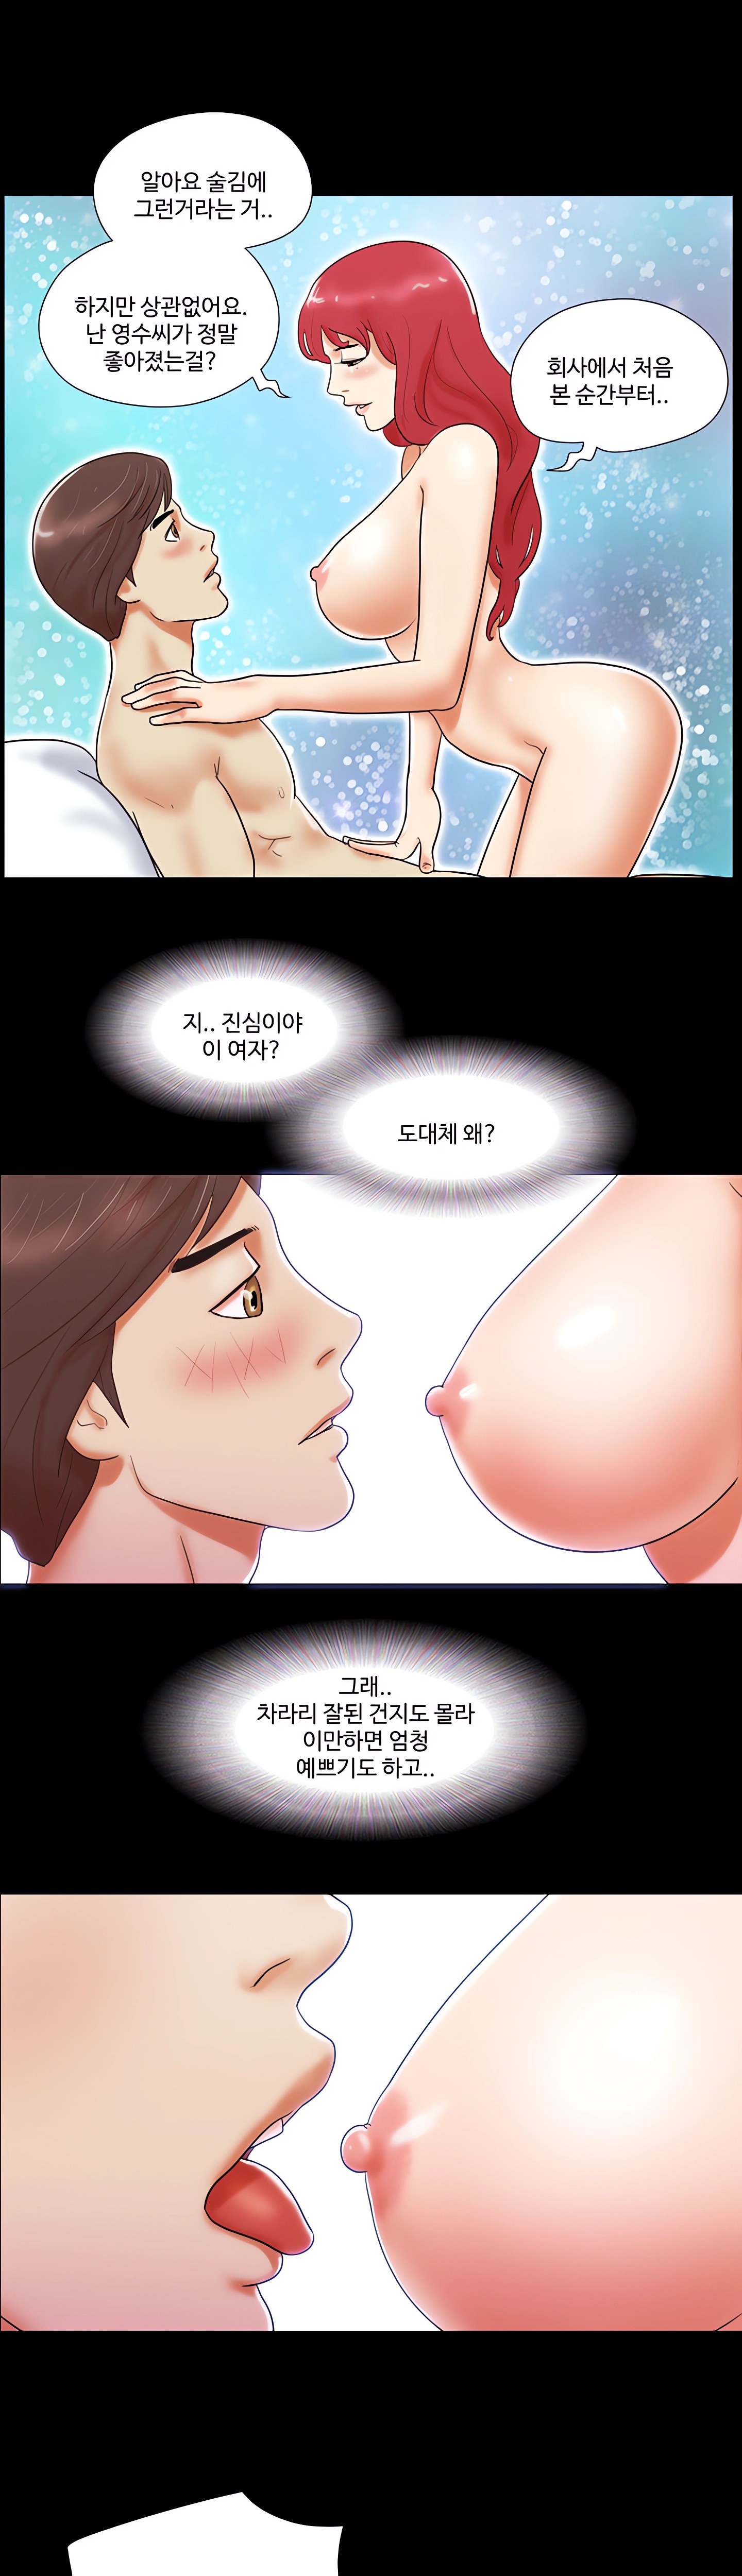 알아요 술김에
그런거라는 거..
하지만 상관없어요.
난 영수씨가 정말
좋아졌는걸?
회사에서 처음
본 순간부터..
지.. 진심이야
이 여자?
도대체 왜?
그래..
차라리 잘된 건지도 몰라
이만하면 엄청
예쁘기도 하고..